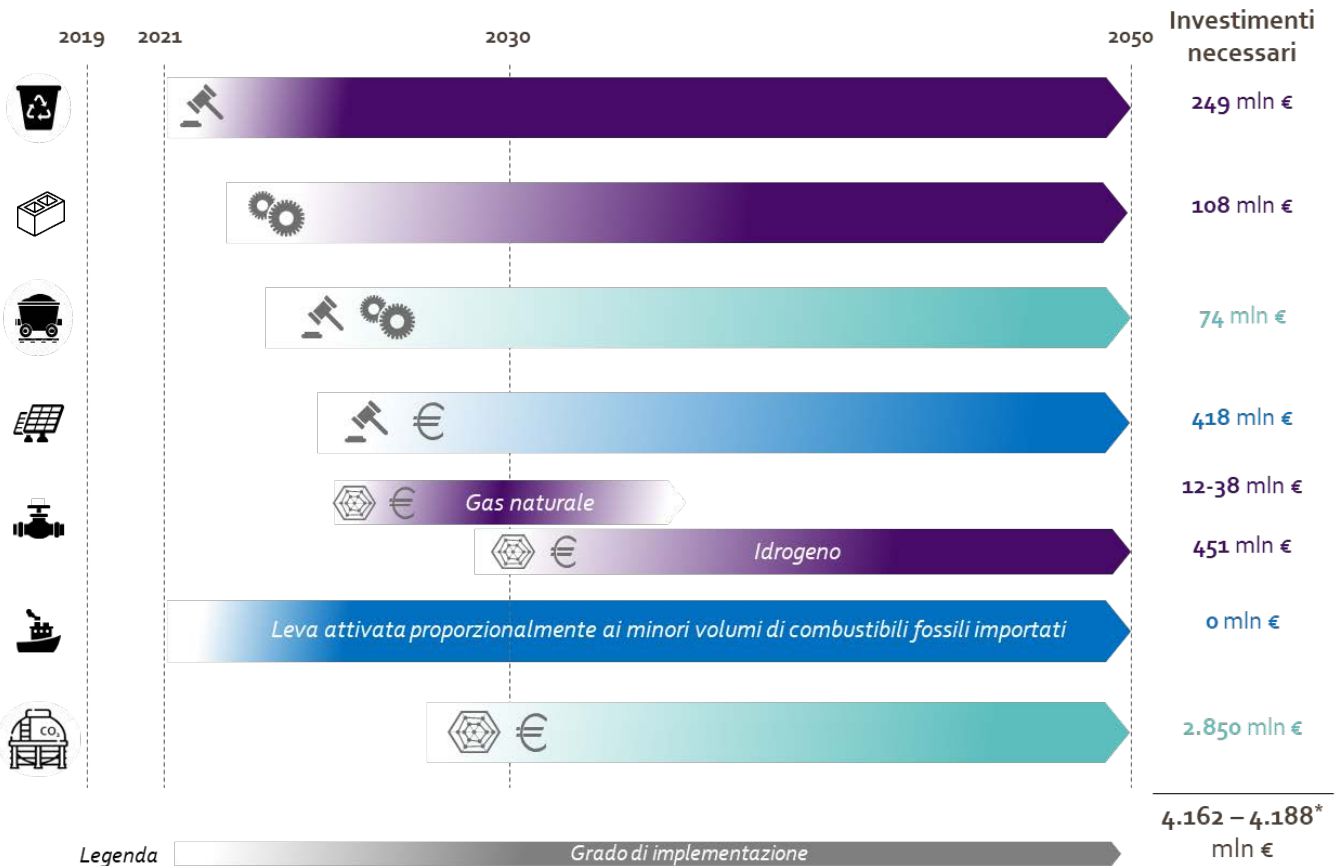 2019 2021 2030 2050
Investimenti
necessari
249 mln €
108 mln €
74 mln €
€
418 mln €
€ Gas naturale
12-38 mln €
€ Idrogeno
451 mln €
Leva attivata proporzionalmente ai minori volumi di combustibili fossili importati
0 mln €
CO₂
€
2.850 mln €
4.162 – 4.188*
mln €
Legenda
Grado di implementazione